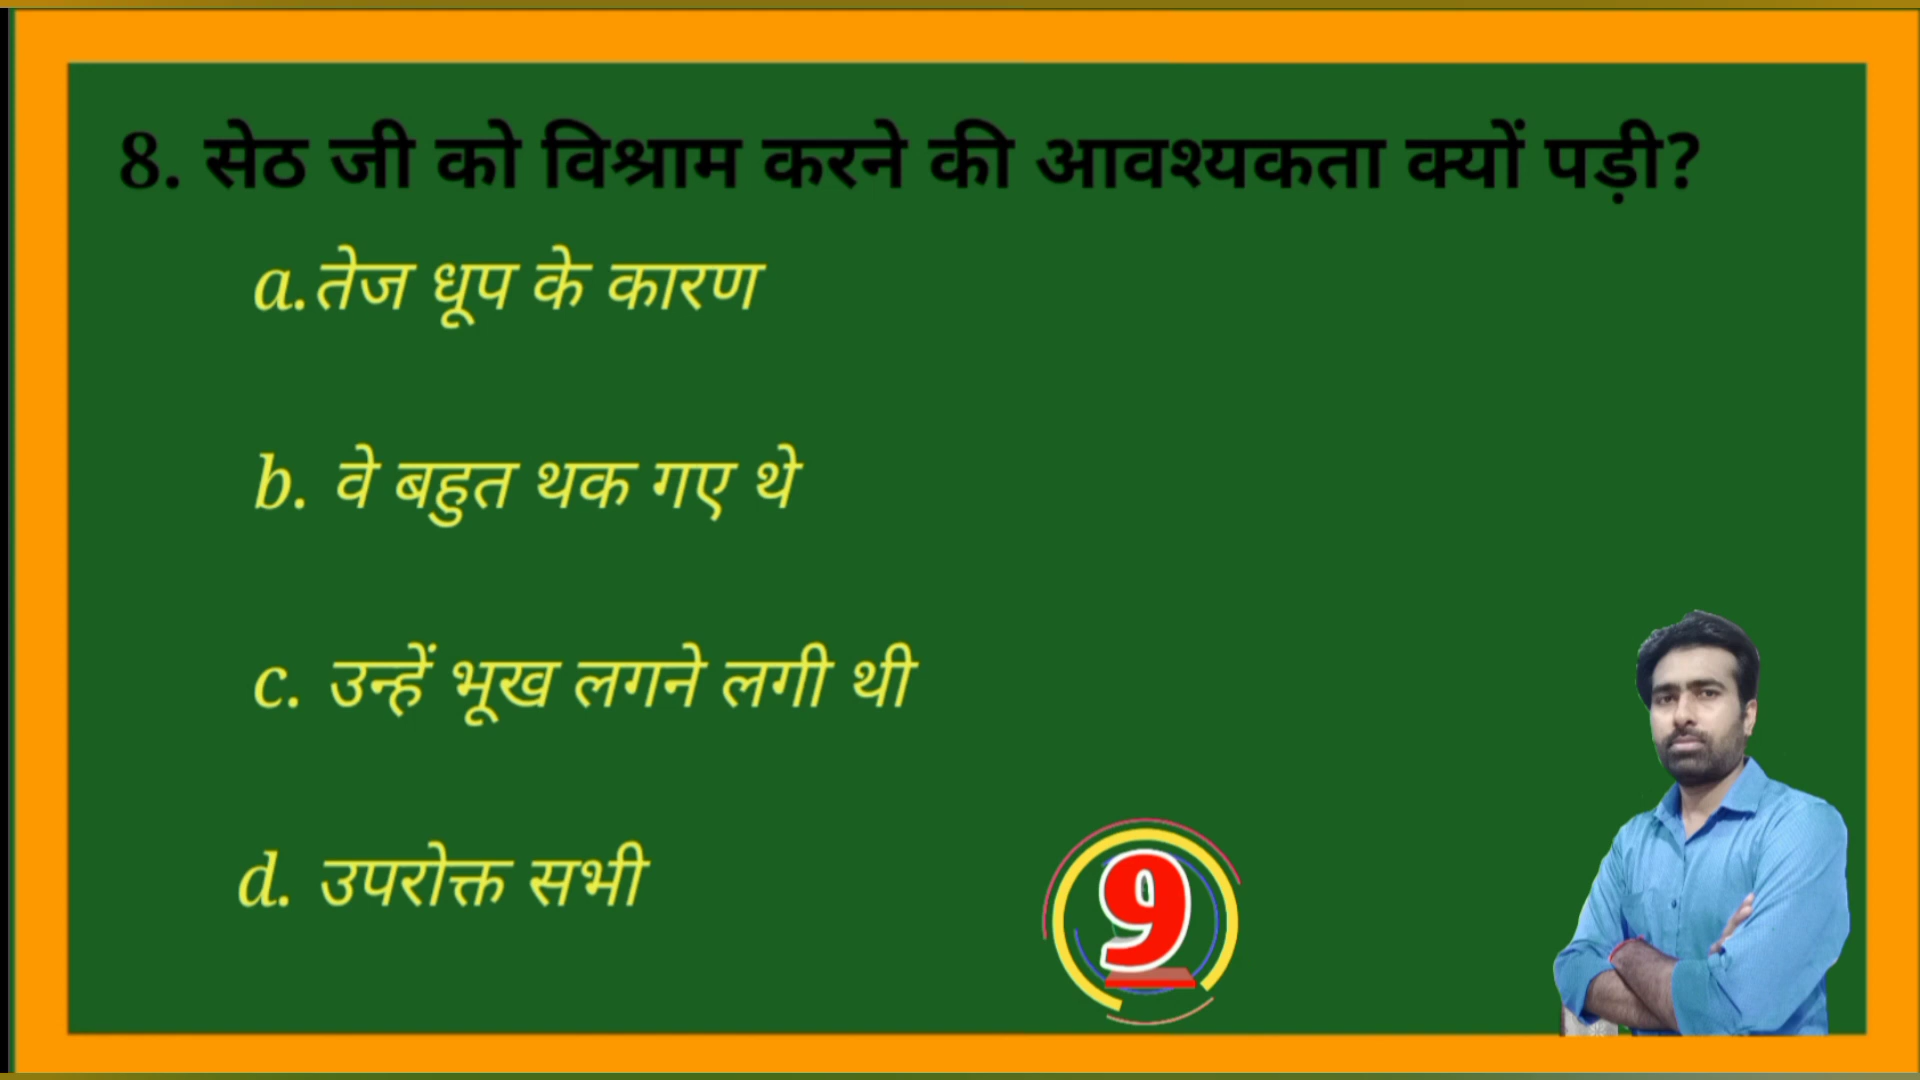 8. सेठ जी को विश्राम करने की आवश्यकता क्यों पड़ी?
a.तेज धूप के कारण
b. वे बहुत थक गए थे
c. उन्हें भूख लगने लगी थी
d. उपरोक्त सभी
9